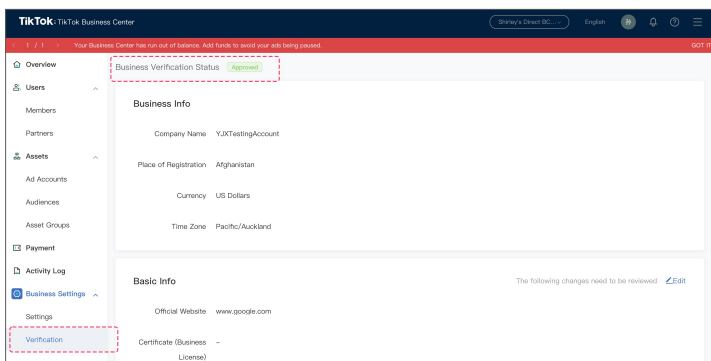 TikTok: TikTok Business Center
Shirley's Direct BC...
English
< 1 / 1 > Your Business Center has run out of balance. Add funds to avoid your ads being paused.
GOT IT
Overview
Users
Members
Partners
Assets
Ad Accounts
Audiences
Asset Groups
Payment
Activity Log
Business Settings
Settings
Verification
Business Verification Status Approved
Business Info
Company Name YJXTestingAccount
Place of Registration Afghanistan
Currency US Dollars
Time Zone Pacific/Auckland
Basic Info
The following changes need to be reviewed Edit
Official Website www.google.com
Certificate (Business License) –